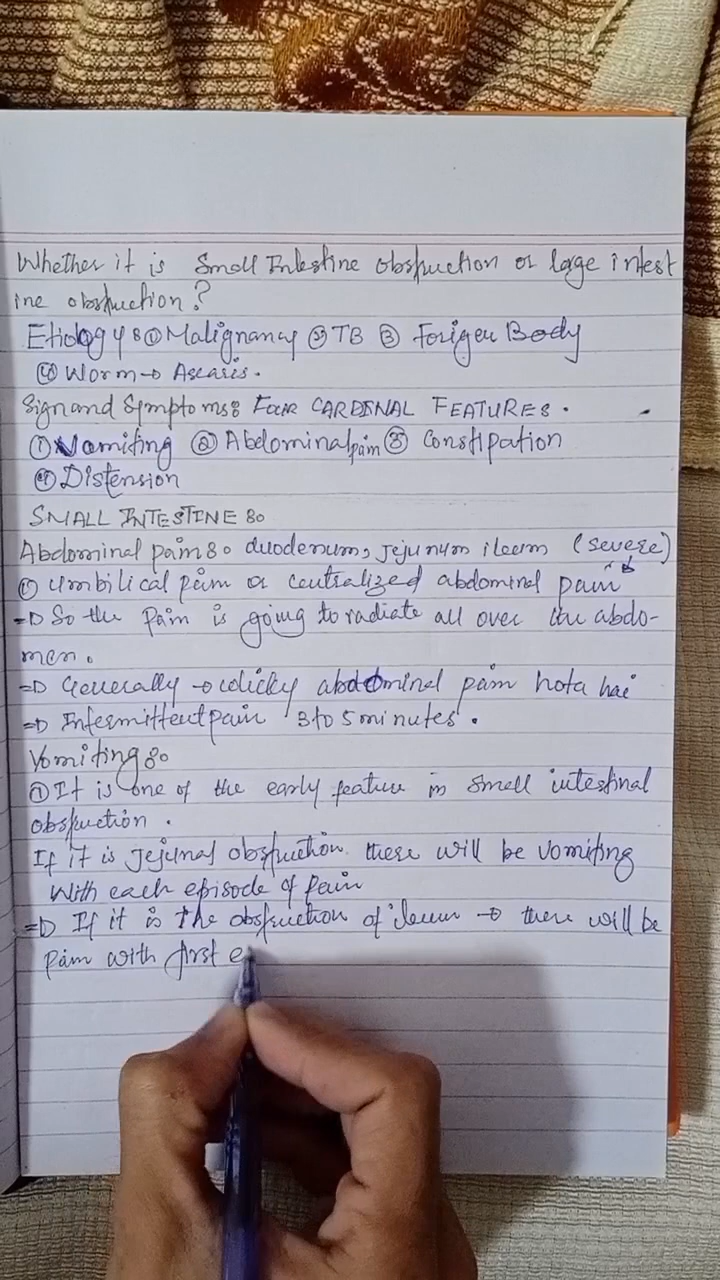 Whether it is Small Intestine obstruction or large intest
ine obstruction?
Etiology: ① Malignancy ② TB ③ Forigen Body
④ Worm → Ascaris.
Sign and Symptoms: FOUR CARDENAL FEATURES.
① Vomiting ② Abdominal pain ③ Constipation
④ Distension
SMALL INTESTINE:
Abdominal pain: duodenum, jejunum ileum (severe)
① Umbilical pain or centralized abdominal pain
⇒ So the Pain is going to radiate all over the abdo-
men.
⇒ Generally → colicky abdominal pain hota hai
⇒ Intermittent pain 3 to 5 minutes.
Vomiting:
① It is one of the early feature in small intestinal
obstruction.
If it is Jejunal obstruction there will be vomiting
With each episode of pain
⇒ If it is the obstruction of ileum → there will be
Pain with first e